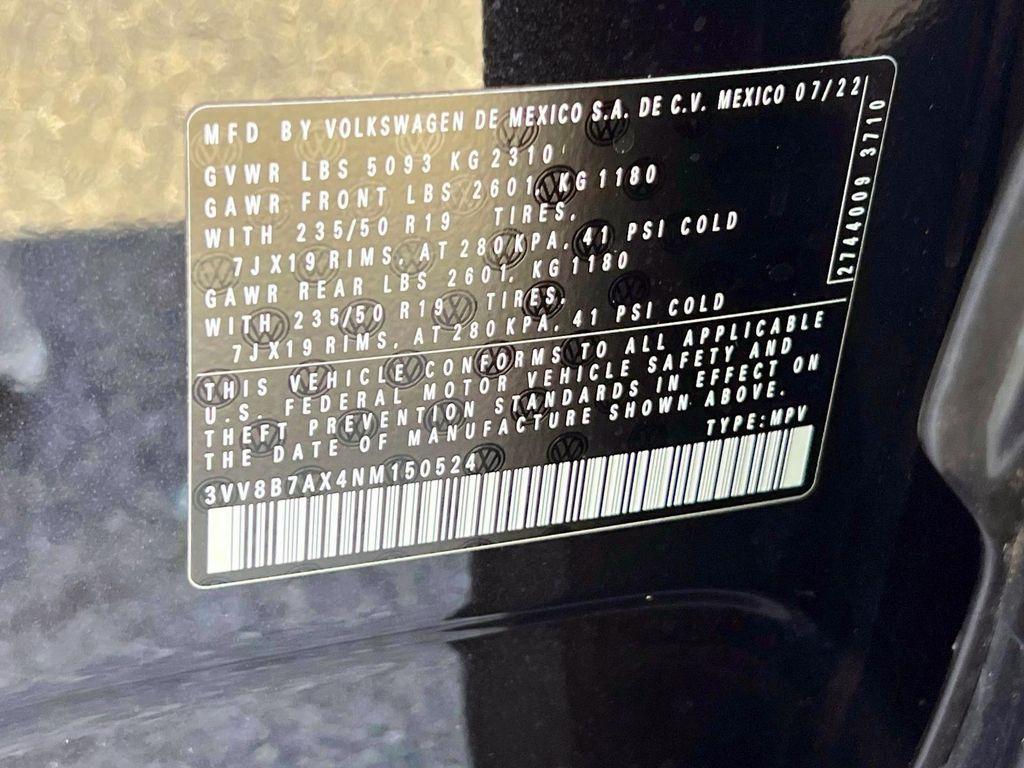 MFD BY VOLKSWAGEN DE MEXICO S.A. DE C.V. MEXICO 07/22
GVWR LBS 5093 KG 2310
GAWR FRONT LBS 2601, KG 1180
WITH 235/50 R19 TIRES,
7JX19 RIMS, AT 280 KPA, 41 PSI COLD
GAWR REAR LBS 2601, KG 1180
WITH 235/50 R19 TIRES,
7JX19 RIMS, AT 280 KPA, 41 PSI COLD
2744009 3710
THIS VEHICLE CONFORMS TO ALL APPLICABLE
U.S. FEDERAL MOTOR VEHICLE SAFETY AND
THEFT PREVENTION STANDARDS IN EFFECT ON
THE DATE OF MANUFACTURE SHOWN ABOVE.
TYPE:MPV
3VV8B7AX4NM150524